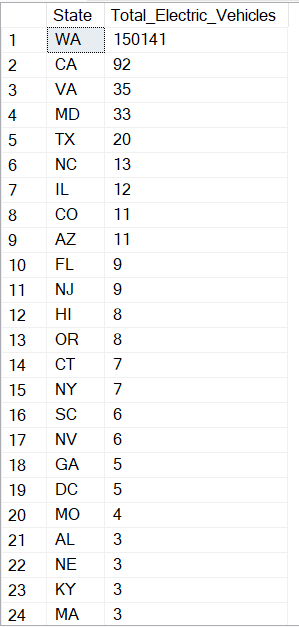 State Total_Electric_Vehicles
1 WA 150141
2 CA 92
3 VA 35
4 MD 33
5 TX 20
6 NC 13
7 IL 12
8 CO 11
9 AZ 11
10 FL 9
11 NJ 9
12 HI 8
13 OR 8
14 CT 7
15 NY 7
16 SC 6
17 NV 6
18 GA 5
19 DC 5
20 MO 4
21 AL 3
22 NE 3
23 KY 3
24 MA 3